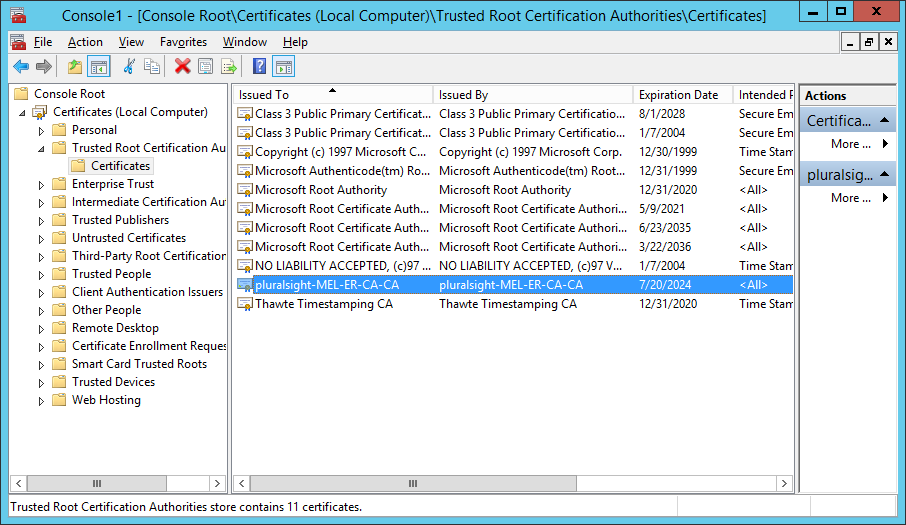 Console1 - [Console Root\Certificates (Local Computer)\Trusted Root Certification Authorities\Certificates]
File Action View Favorites Window Help
Console Root
Certificates (Local Computer)
Personal
Trusted Root Certification Au
Certificates
Enterprise Trust
Intermediate Certification Au
Trusted Publishers
Untrusted Certificates
Third-Party Root Certification
Trusted People
Client Authentication Issuers
Other People
Remote Desktop
Certificate Enrollment Reques
Smart Card Trusted Roots
Trusted Devices
Web Hosting
Issued To Issued By Expiration Date Intended P
Class 3 Public Primary Certificat... Class 3 Public Primary Certificatio... 8/1/2028 Secure Em
Class 3 Public Primary Certificat... Class 3 Public Primary Certificatio... 1/7/2004 Secure Em
Copyright (c) 1997 Microsoft C... Copyright (c) 1997 Microsoft Corp. 12/30/1999 Time Stam
Microsoft Authenticode(tm) Ro... Microsoft Authenticode(tm) Root... 12/31/1999 Secure Em
Microsoft Root Authority Microsoft Root Authority 12/31/2020 <All>
Microsoft Root Certificate Auth... Microsoft Root Certificate Authori... 5/9/2021 <All>
Microsoft Root Certificate Auth... Microsoft Root Certificate Authori... 6/23/2035 <All>
Microsoft Root Certificate Auth... Microsoft Root Certificate Authori... 3/22/2036 <All>
NO LIABILITY ACCEPTED, (c)97 ... NO LIABILITY ACCEPTED, (c)97 V... 1/7/2004 Time Stam
pluralsight-MEL-ER-CA-CA pluralsight-MEL-ER-CA-CA 7/20/2024 <All>
Thawte Timestamping CA Thawte Timestamping CA 12/31/2020 Time Stam
Actions
Certifica...
More ...
pluralsig...
More ...
Trusted Root Certification Authorities store contains 11 certificates.